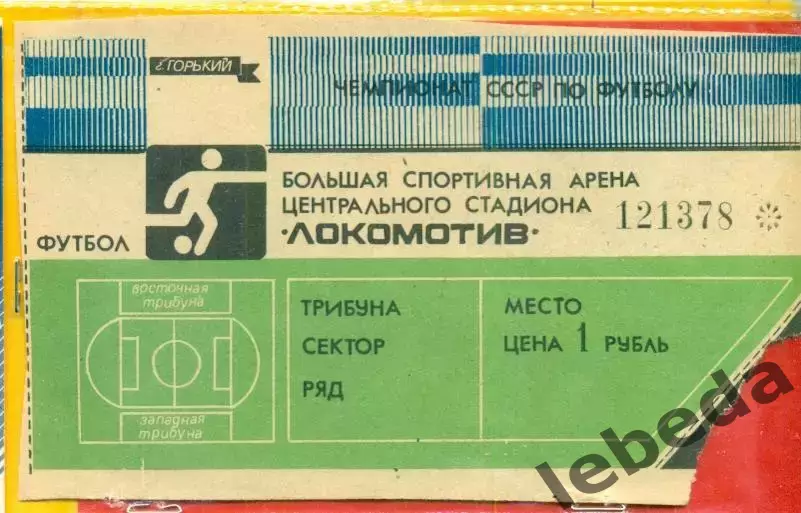 г. ГОРЬКИЙ
ЧЕМПИОНАТ СССР ПО ФУТБОЛУ
БОЛЬШАЯ СПОРТИВНАЯ АРЕНА
ЦЕНТРАЛЬНОГО СТАДИОНА
121378 *
·ЛОКОМОТИВ·
ФУТБОЛ
восточная
трибуна
западная
трибуна
ТРИБУНА
СЕКТОР
РЯД
МЕСТО
ЦЕНА 1 РУБЛЬ
lebeda